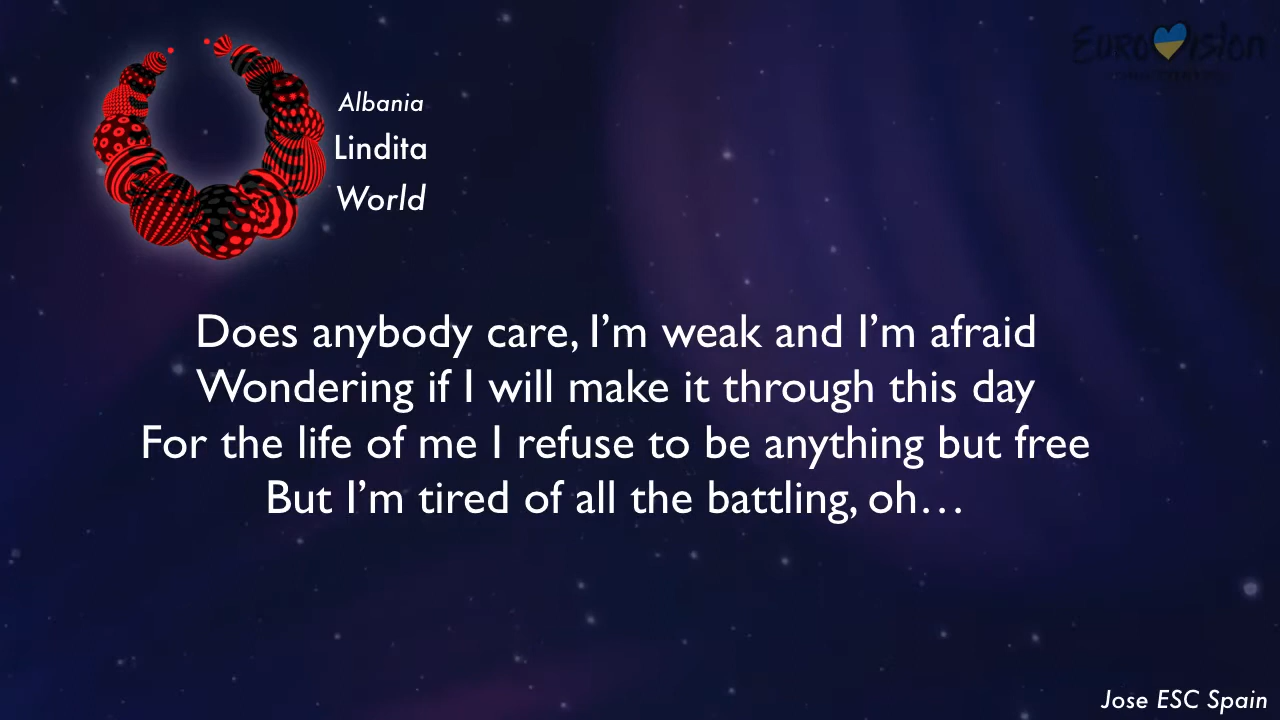 Eurovision
Albania
Lindita
World
Does anybody care, I’m weak and I’m afraid
Wondering if I will make it through this day
For the life of me I refuse to be anything but free
But I’m tired of all the battling, oh…
Jose ESC Spain